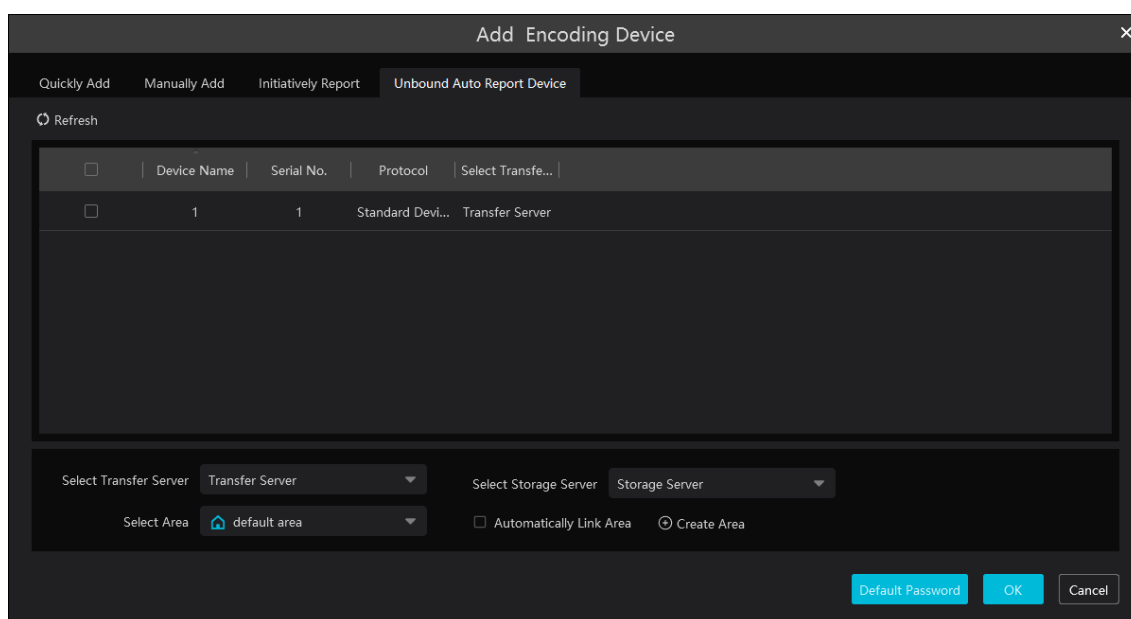 Add Encoding Device
Quickly Add Manually Add Initiatively Report Unbound Auto Report Device
Refresh
Device Name Serial No. Protocol Select Transfe...
1 1 Standard Devi... Transfer Server
Select Transfer Server Transfer Server Select Storage Server Storage Server
Select Area default area Automatically Link Area Create Area
Default Password OK Cancel